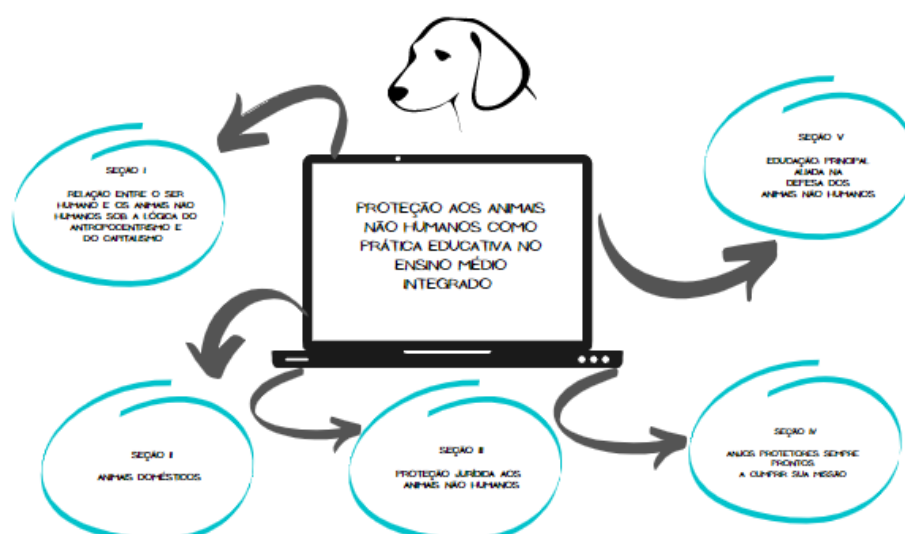 PROTEÇÃO AOS ANIMAIS
NÃO HUMANOS COMO
PRÁTICA EDUCATIVA NO
ENSINO MÉDIO
INTEGRADO
SEÇÃO I
RELAÇÃO ENTRE O SER
HUMANO E OS ANIMAIS NÃO
HUMANOS SOB A LÓGICA DO
ANTROPOCENTRISMO E
DO CAPITALISMO
SEÇÃO II
ANIMAIS DOMÉSTICOS
SEÇÃO III
PROTEÇÃO JURÍDICA AOS
ANIMAIS NÃO HUMANOS
SEÇÃO IV
ANJOS PROTETORES: SEMPRE
PRONTOS
A CUMPRIR SUA MISSÃO
SEÇÃO V
EDUCAÇÃO: PRINCIPAL
ALIADA NA
DEFESA DOS
ANIMAIS NÃO HUMANOS